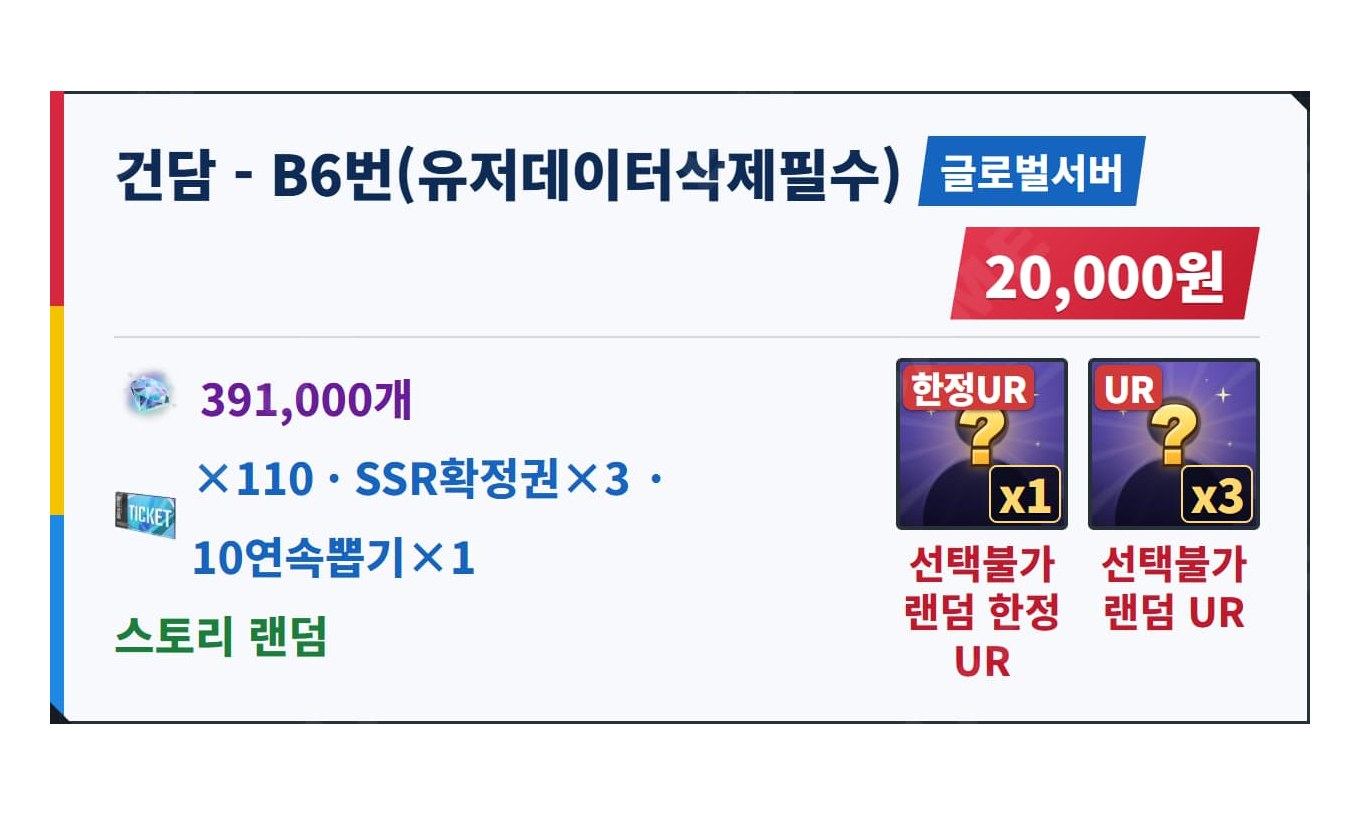 건담 - B6번(유저데이터삭제필수) 글로벌서버
20,000원
391,000개
×110 · SSR확정권×3 ·
TICKET
10연속뽑기×1
스토리 랜덤
한정UR
?
x1
선택불가
랜덤 한정
UR
UR
?
x3
선택불가
랜덤 UR